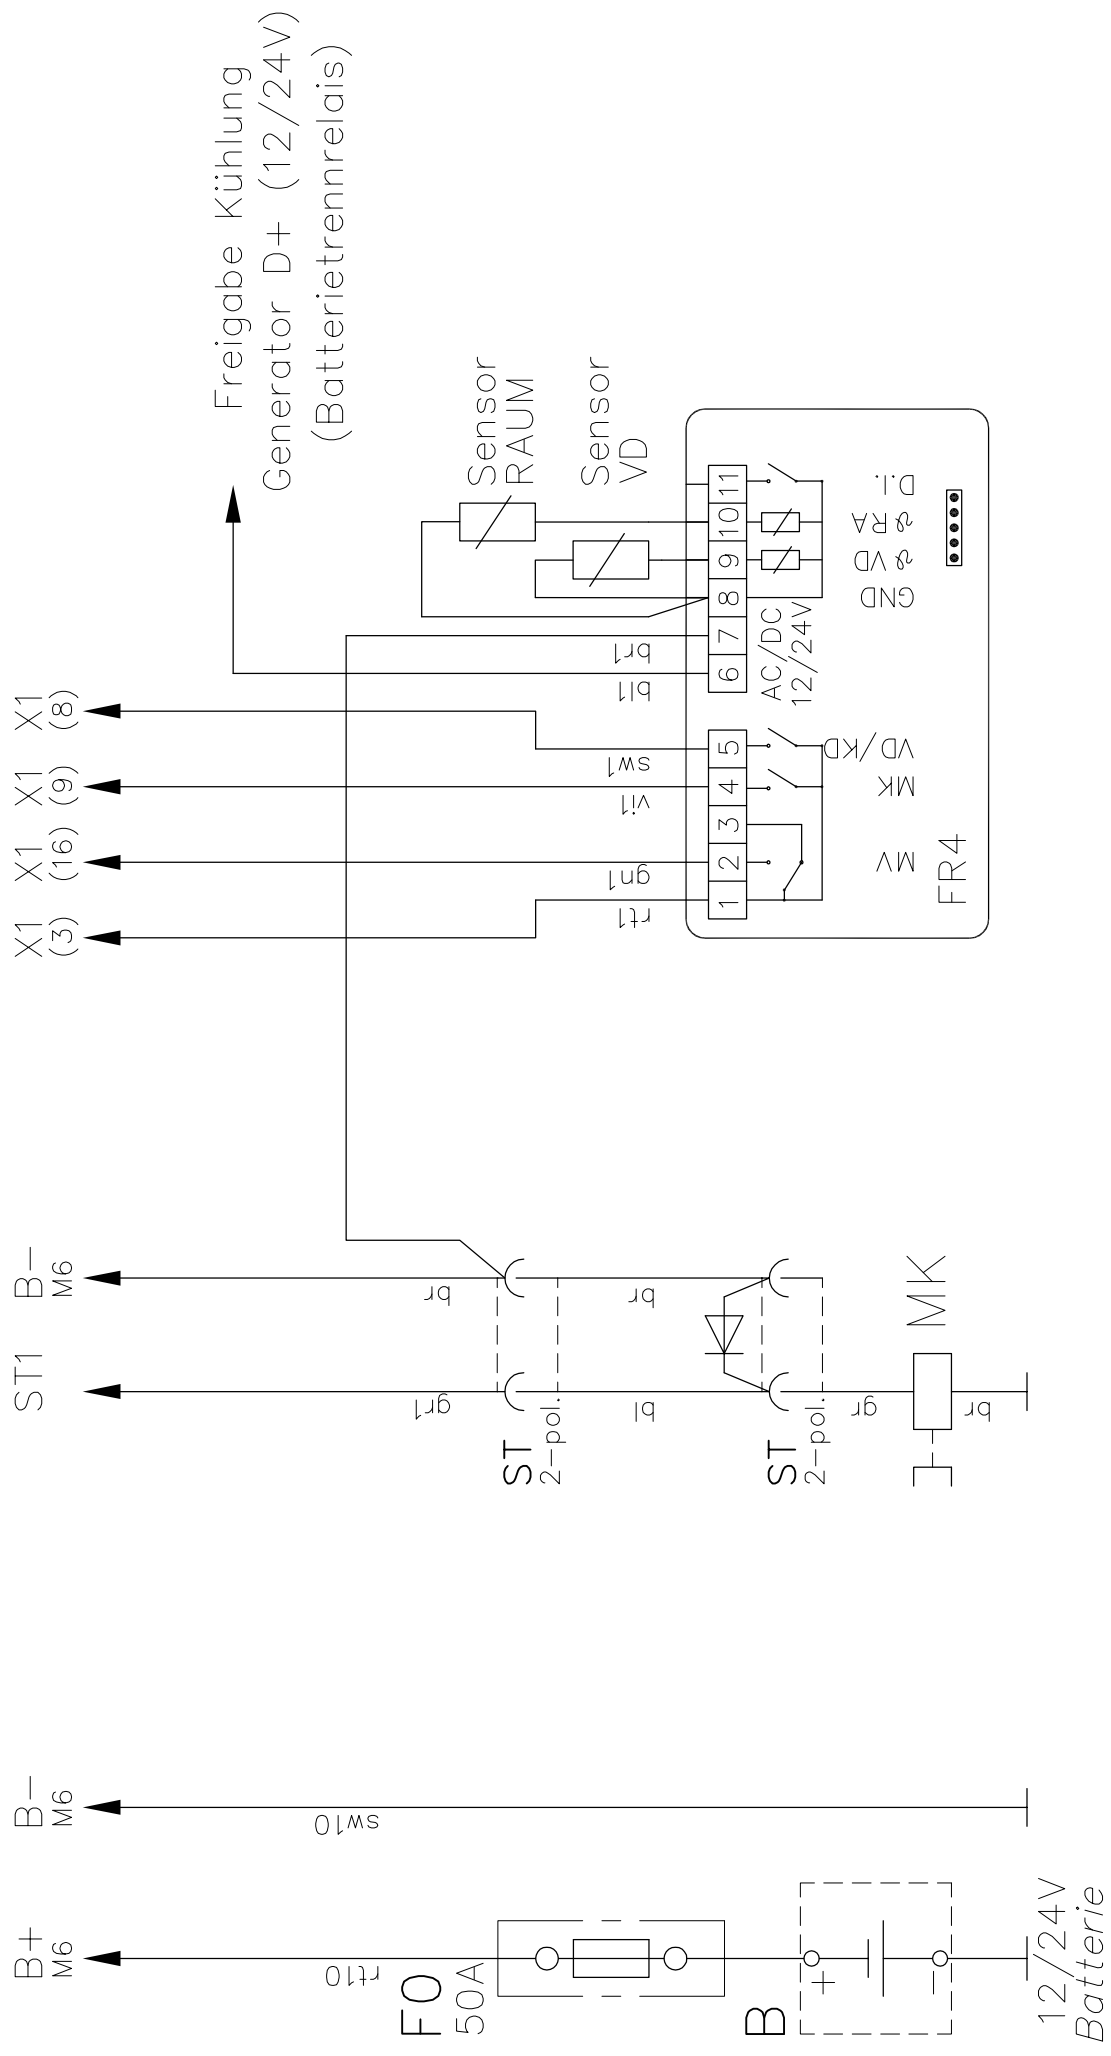 B+
M6
B–
M6
ST1
B–
M6
X1
(3)
X1
(16)
X1
(9)
X1
(8)
Freigabe Kühlung
Generator D+ (12/24V)
(Batterietrennrelais)
rt10
sw10
gr1
br
F0
50A
ST
2–pol.
bl
br
ST
2–pol.
gr
br
MK
B
+
–
12/24V
Batterie
Sensor
RAUM
Sensor
VD
rt1
gn1
vi1
sw1
bl1
br1
1
2
3
4
5
6
7
8
9
10
11
AC/DC
12/24V
MV
MK
VD/KD
GND
ϑ VD
ϑ RA
D.I.
FR4